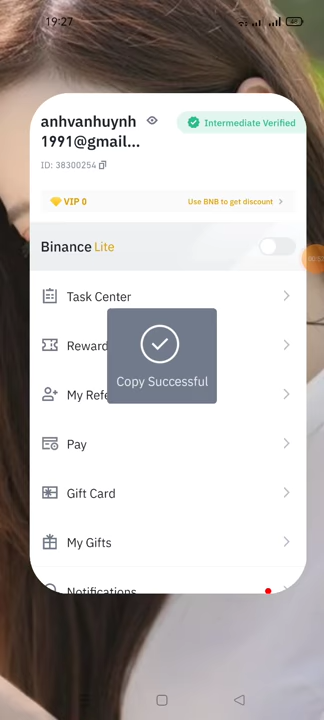 19:27
anhvanhuynh
1991@gmail...
Intermediate Verified
ID: 38300254
VIP 0
Use BNB to get discount
Binance Lite
Task Center
Reward
Copy Successful
My Refe
Pay
Gift Card
My Gifts
Notifications